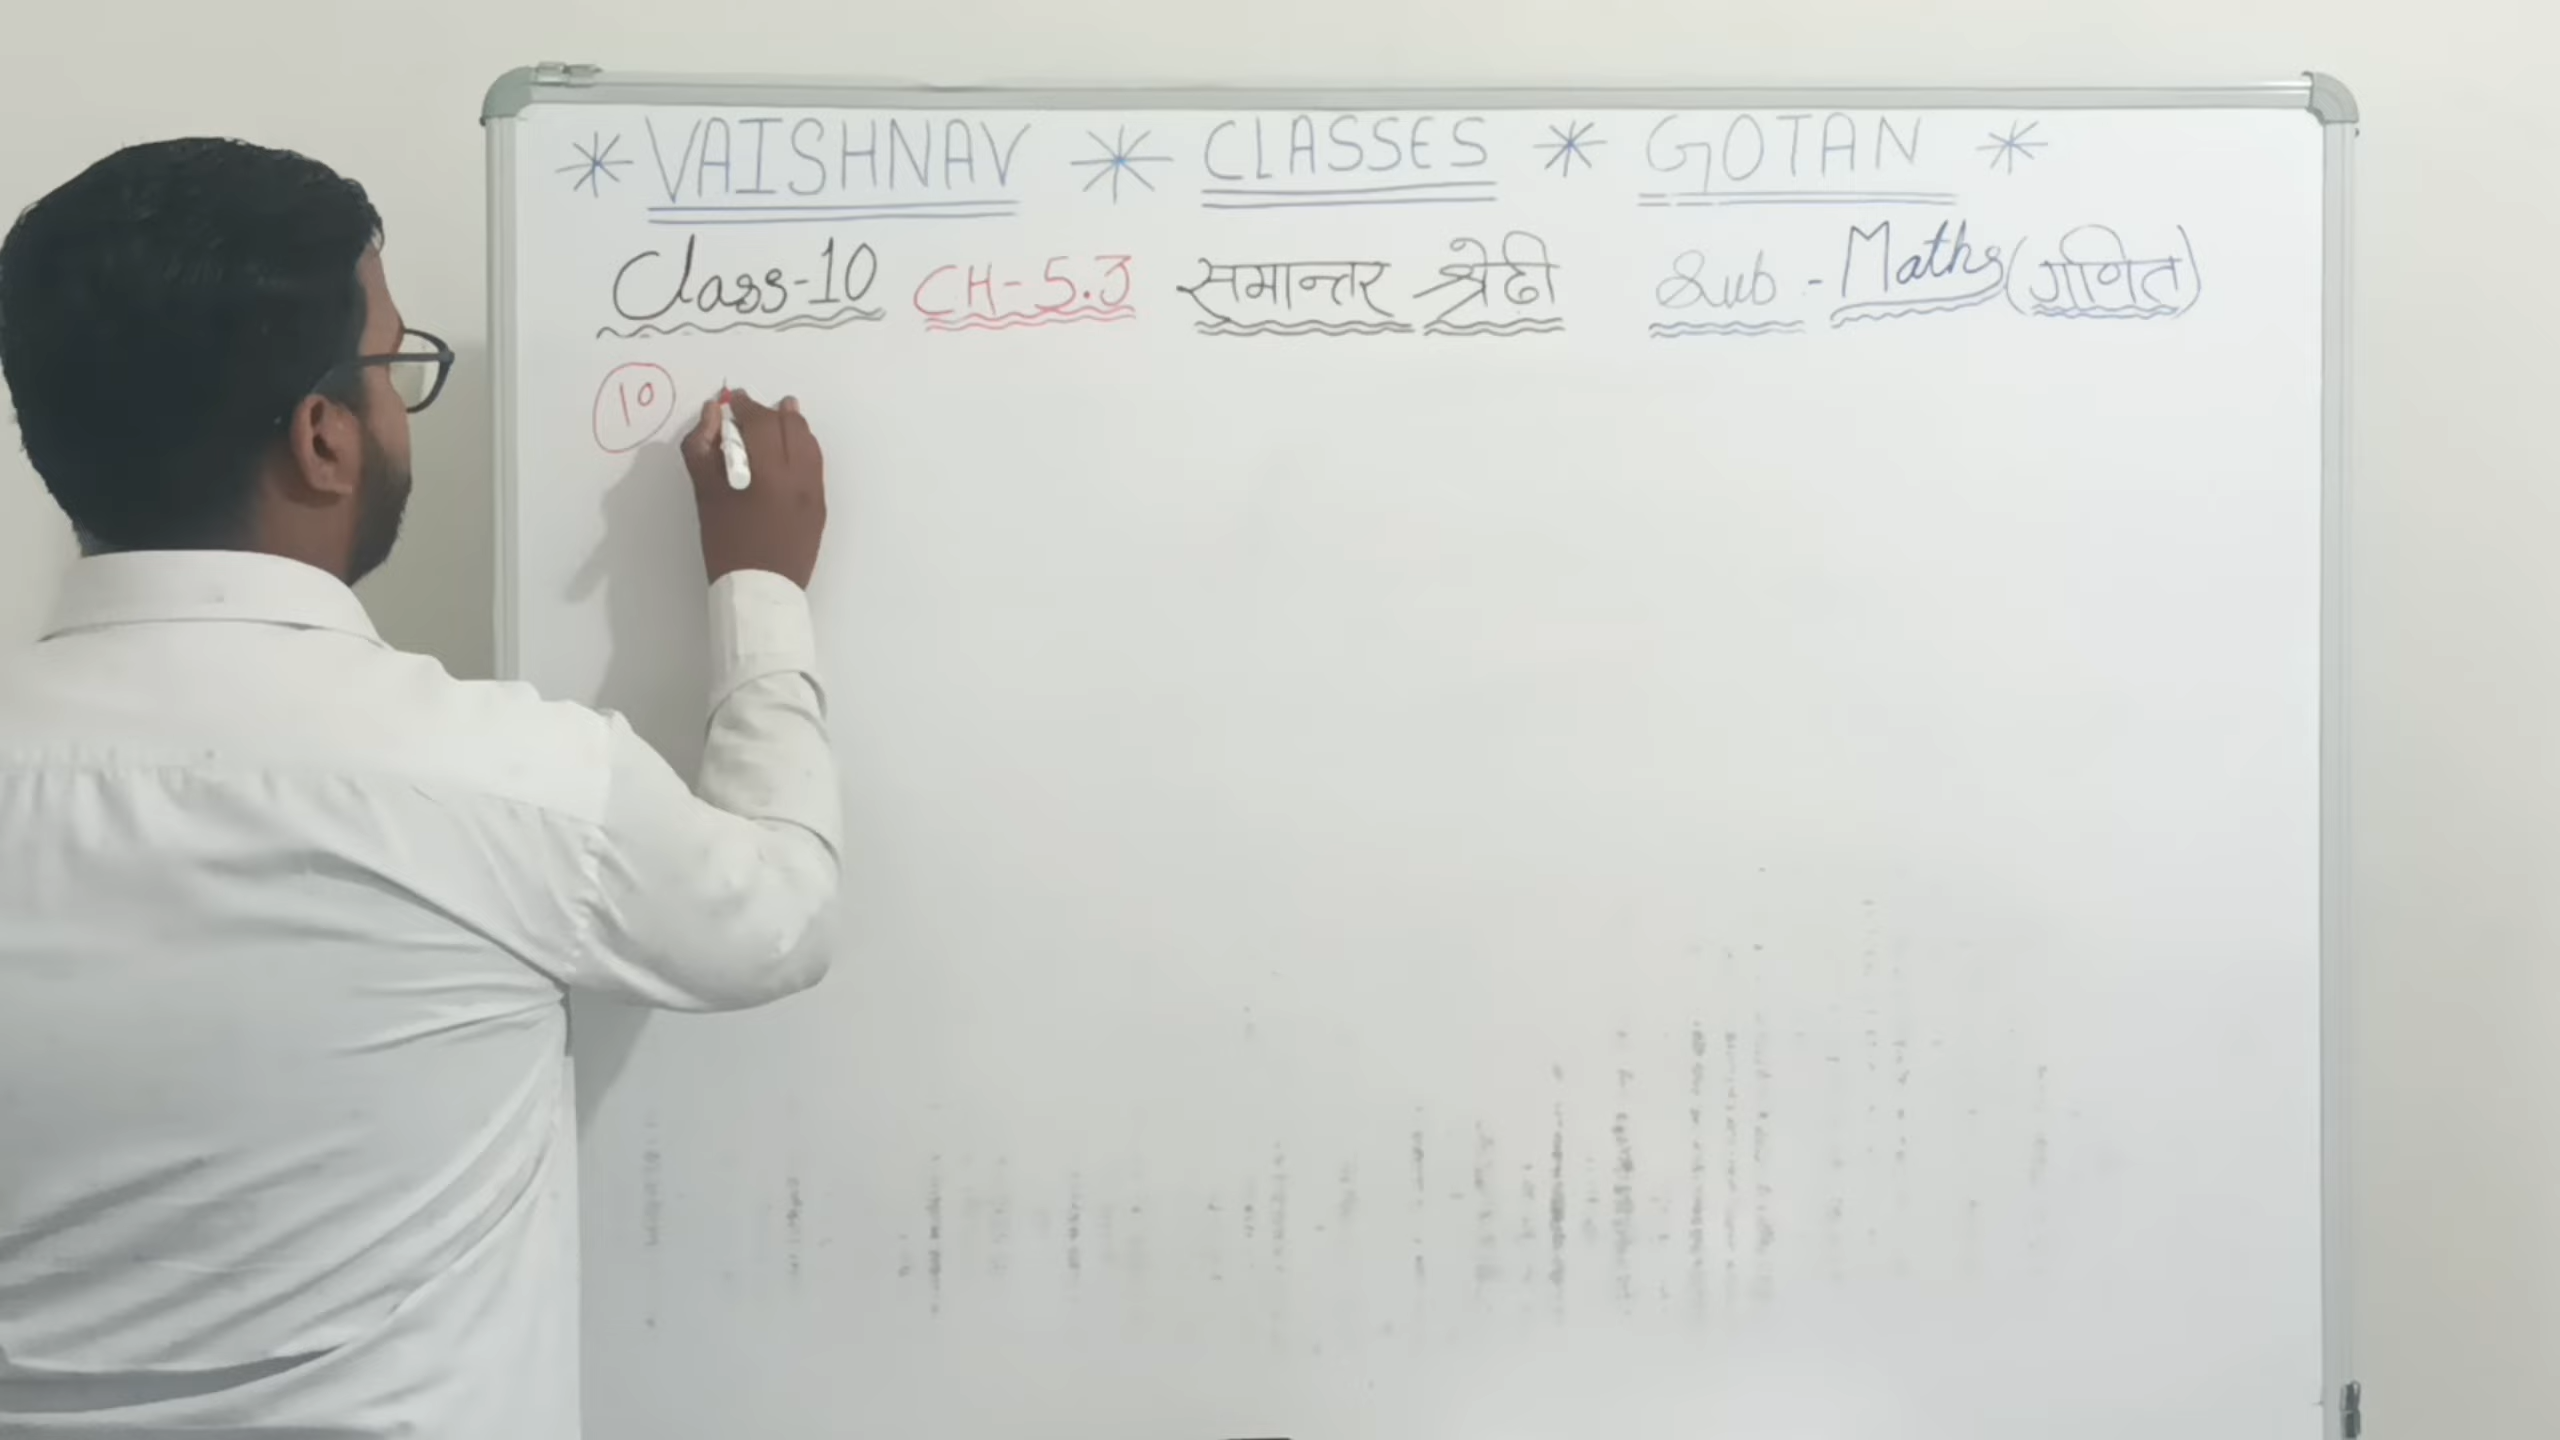 * VAISHNAV * CLASSES * GOTAN *
Class-10 CH-5.3 समान्तर श्रेढी Sub - Maths (गणित)
10